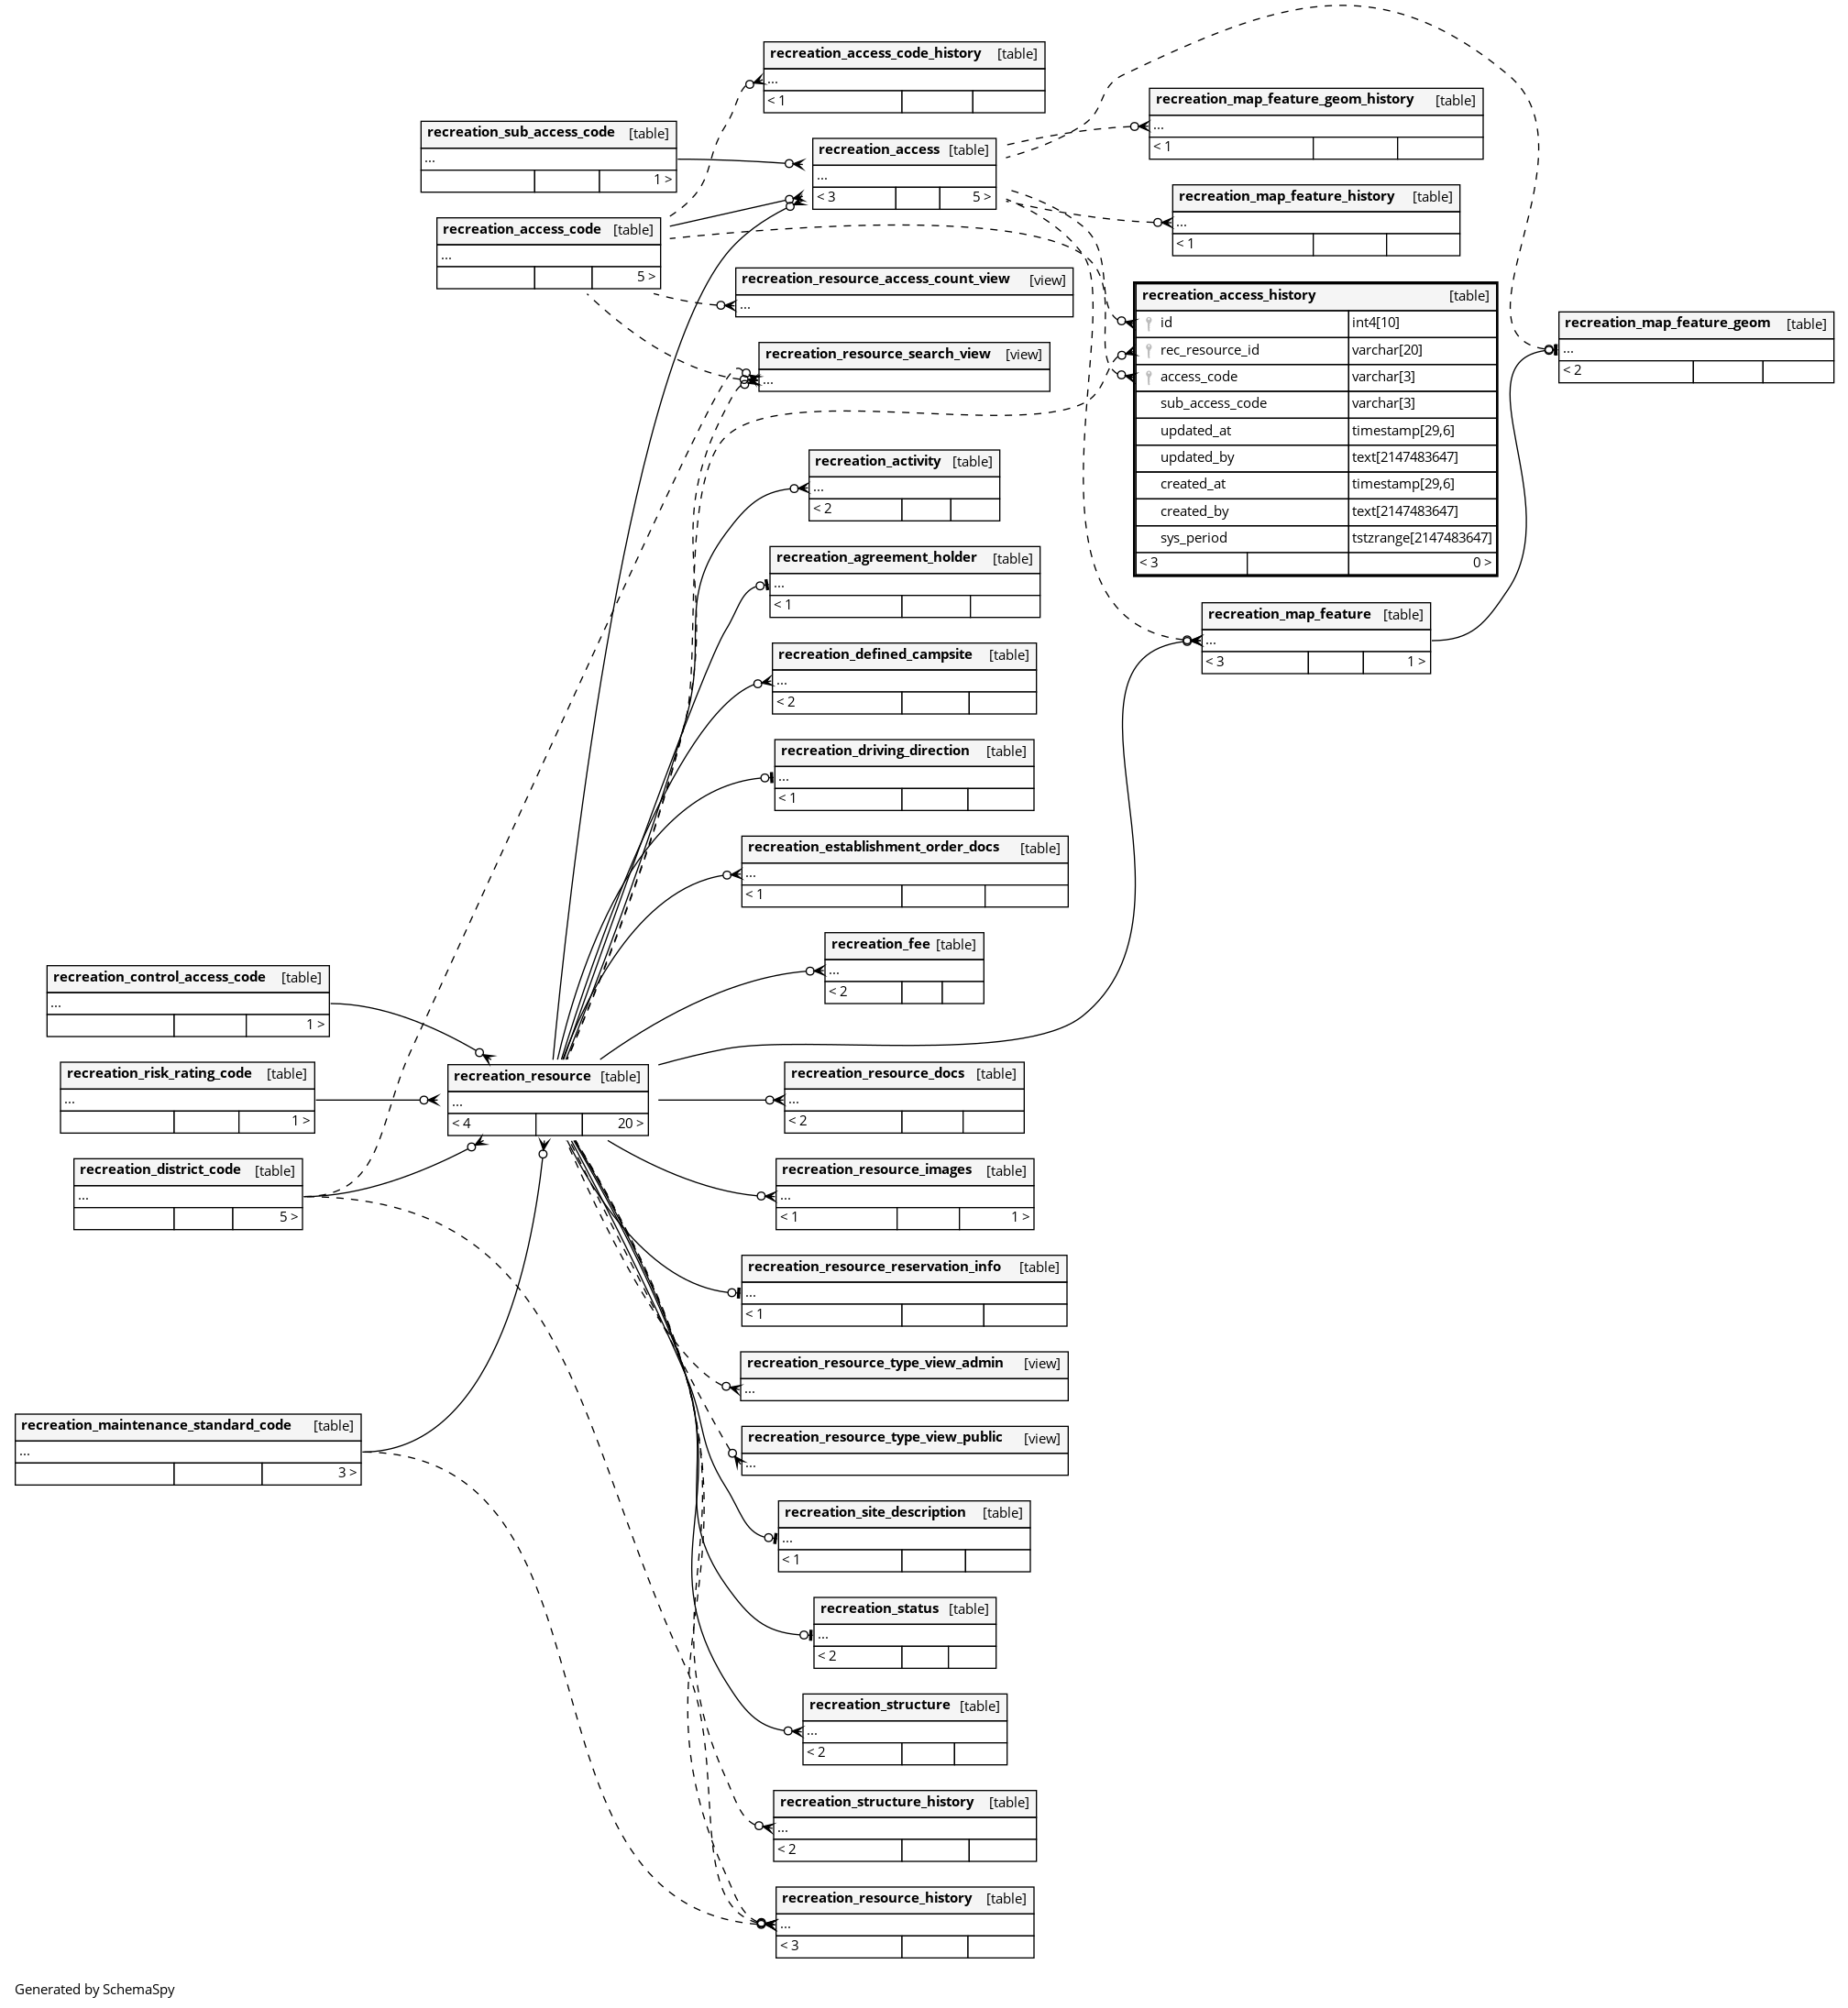 recreation_access_code_history [table]
...
< 1
recreation_map_feature_geom_history [table]
...
< 1
recreation_sub_access_code [table]
...
1 >
recreation_access [table]
...
< 3 5 >
recreation_map_feature_history [table]
...
< 1
recreation_access_code [table]
...
5 >
recreation_resource_access_count_view [view]
...
recreation_access_history [table]
id int4[10]
rec_resource_id varchar[20]
access_code varchar[3]
sub_access_code varchar[3]
updated_at timestamp[29,6]
updated_by text[2147483647]
created_at timestamp[29,6]
created_by text[2147483647]
sys_period tstzrange[2147483647]
< 3 0 >
recreation_map_feature_geom [table]
...
< 2
recreation_resource_search_view [view]
...
recreation_activity [table]
...
< 2
recreation_agreement_holder [table]
...
< 1
recreation_map_feature [table]
...
< 3 1 >
recreation_defined_campsite [table]
...
< 2
recreation_driving_direction [table]
...
< 1
recreation_establishment_order_docs [table]
...
< 1
recreation_fee [table]
...
< 2
recreation_control_access_code [table]
...
1 >
recreation_risk_rating_code [table]
...
1 >
recreation_resource [table]
...
< 4 20 >
recreation_resource_docs [table]
...
< 2
recreation_district_code [table]
...
5 >
recreation_resource_images [table]
...
< 1 1 >
recreation_resource_reservation_info [table]
...
< 1
recreation_resource_type_view_admin [view]
...
recreation_maintenance_standard_code [table]
...
3 >
recreation_resource_type_view_public [view]
...
recreation_site_description [table]
...
< 1
recreation_status [table]
...
< 2
recreation_structure [table]
...
< 2
recreation_structure_history [table]
...
< 2
recreation_resource_history [table]
...
< 3
Generated by SchemaSpy